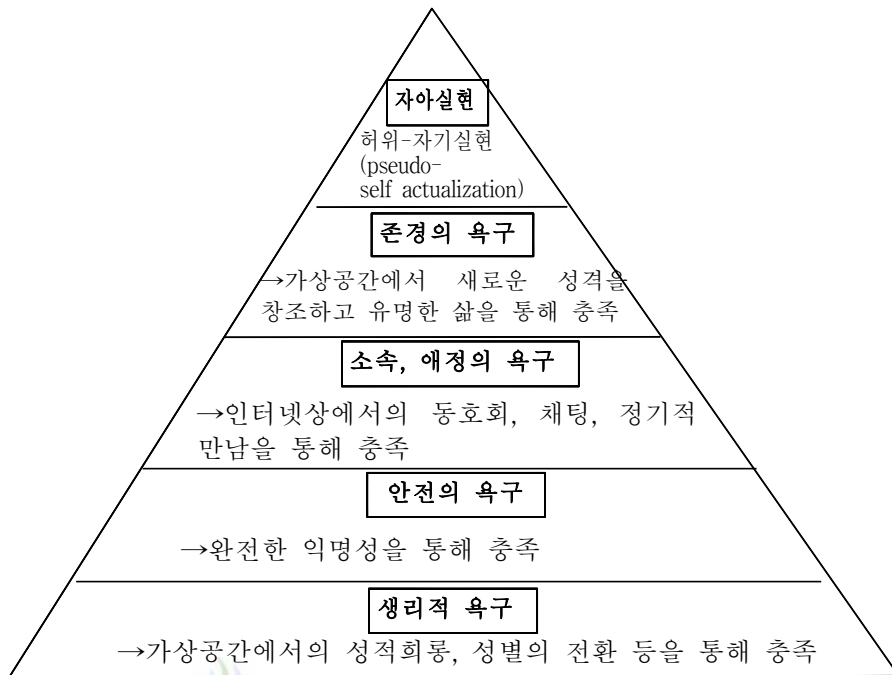 자아실현
허위-자기실현
(pseudo-
self actualization)
존경의 욕구
→가상공간에서 새로운 성격을
창조하고 유명한 삶을 통해 충족
소속, 애정의 욕구
→인터넷상에서의 동호회, 채팅, 정기적
만남을 통해 충족
안전의 욕구
→완전한 익명성을 통해 충족
생리적 욕구
→가상공간에서의 성적희롱, 성별의 전환 등을 통해 충족